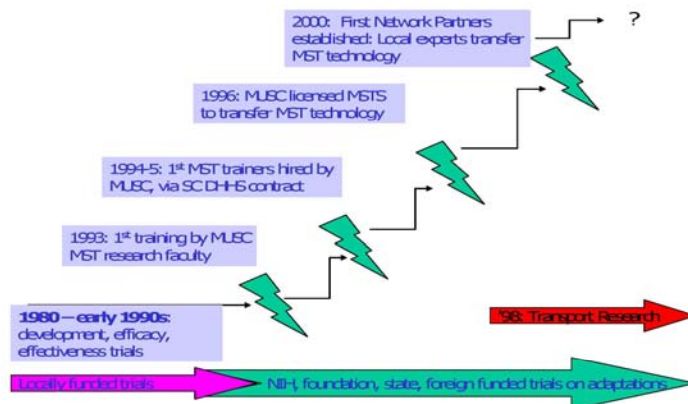 2000: First Network Partners
established: Local experts transfer
MST technology
?
1996: MUSC licensed MSTS
to transfer MST technology
1994-5: 1st MST trainers hired by
MUSC, via SC DHHS contract
1993: 1st training by MUSC
MST research faculty
1980 – early 1990s:
development, efficacy,
effectiveness trials
'98: Transport Research
Locally funded trials
NIH, foundation, state, foreign funded trials on adaptations